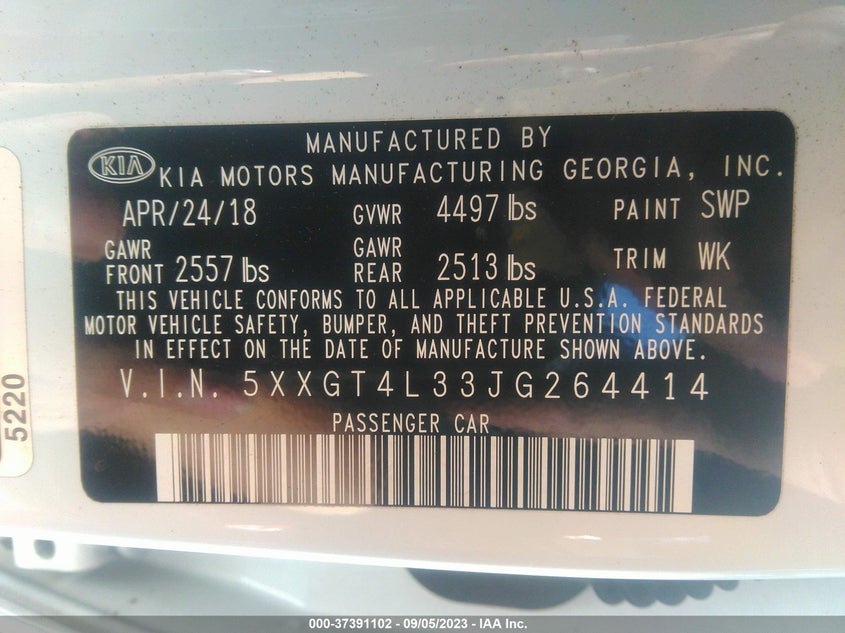 MANUFACTURED BY
KIA KIA MOTORS MANUFACTURING GEORGIA, INC.
APR/24/18 GVWR 4497 lbs PAINT SWP
GAWR FRONT 2557 lbs GAWR REAR 2513 lbs TRIM WK
THIS VEHICLE CONFORMS TO ALL APPLICABLE U.S.A. FEDERAL
MOTOR VEHICLE SAFETY, BUMPER, AND THEFT PREVENTION STANDARDS
IN EFFECT ON THE DATE OF MANUFACTURE SHOWN ABOVE.
V.I.N. 5XXGT4L33JG264414
PASSENGER CAR
5220
000-37391102 - 09/05/2023 - IAA Inc.